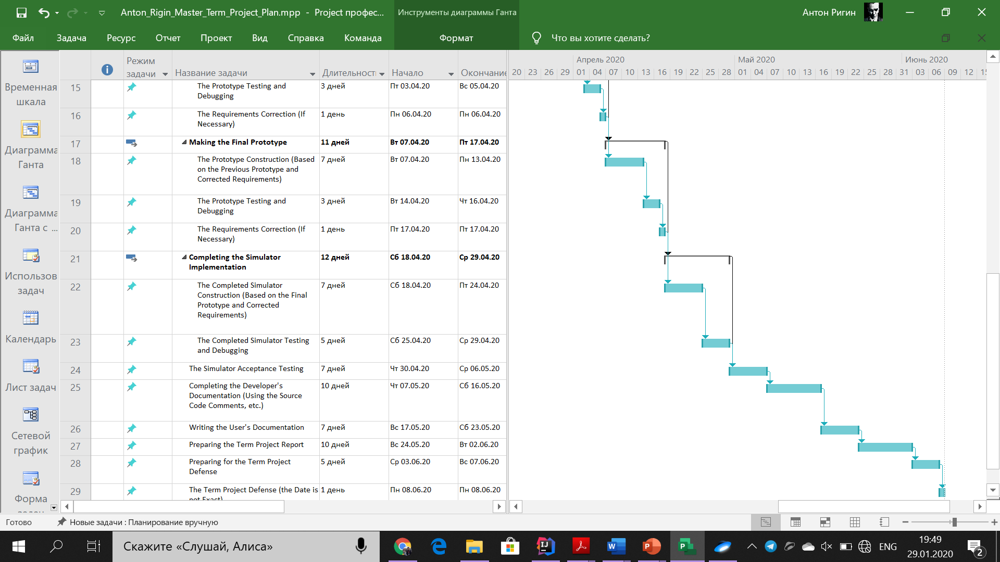 Anton_Rigin_Master_Term_Project_Plan.mpp - Project професс...
Инструменты диаграммы Ганта
Антон Ригин
Файл
Задача
Ресурс
Отчет
Проект
Вид
Справка
Команда
Формат
Что вы хотите сделать?
Временная
шкала
Диаграмма
Ганта
Диаграмма
Ганта с ...
Использов
задач
Календарь
Лист задач
Сетевой
график
Форма
Режим
задачи
Название задачи
Длительность
Начало
Окончание
Апрель 2020
Май 2020
Июнь 2020
20 23 26 29 01 04 07 10 13 16 19 22 25 28 01 04 07 10 13 16 19 22 25 28 31 03 06 09 12 15
15
The Prototype Testing and
Debugging
3 дней
Пт 03.04.20
Вс 05.04.20
16
The Requirements Correction (If
Necessary)
1 день
Пн 06.04.20
Пн 06.04.20
17
Making the Final Prototype
11 дней
Вт 07.04.20
Пт 17.04.20
18
The Prototype Construction (Based
on the Previous Prototype and
Corrected Requirements)
7 дней
Вт 07.04.20
Пн 13.04.20
19
The Prototype Testing and
Debugging
3 дней
Вт 14.04.20
Чт 16.04.20
20
The Requirements Correction (If
Necessary)
1 день
Пт 17.04.20
Пт 17.04.20
21
Completing the Simulator
Implementation
12 дней
Сб 18.04.20
Ср 29.04.20
22
The Completed Simulator
Construction (Based on the Final
Prototype and Corrected
Requirements)
7 дней
Сб 18.04.20
Пт 24.04.20
23
The Completed Simulator Testing
and Debugging
5 дней
Сб 25.04.20
Ср 29.04.20
24
The Simulator Acceptance Testing
7 дней
Чт 30.04.20
Ср 06.05.20
25
Completing the Developer's
Documentation (Using the Source
Code Comments, etc.)
10 дней
Чт 07.05.20
Сб 16.05.20
26
Writing the User's Documentation
7 дней
Вс 17.05.20
Сб 23.05.20
27
Preparing the Term Project Report
10 дней
Вс 24.05.20
Вт 02.06.20
28
Preparing for the Term Project
Defense
5 дней
Ср 03.06.20
Вс 07.06.20
29
The Term Project Defense (the Date is
not Exact)
1 день
Пн 08.06.20
Пн 08.06.20
Готово
Новые задачи : Планирование вручную
Скажите «Слушай, Алиса»
ENG
19:49
29.01.2020
2